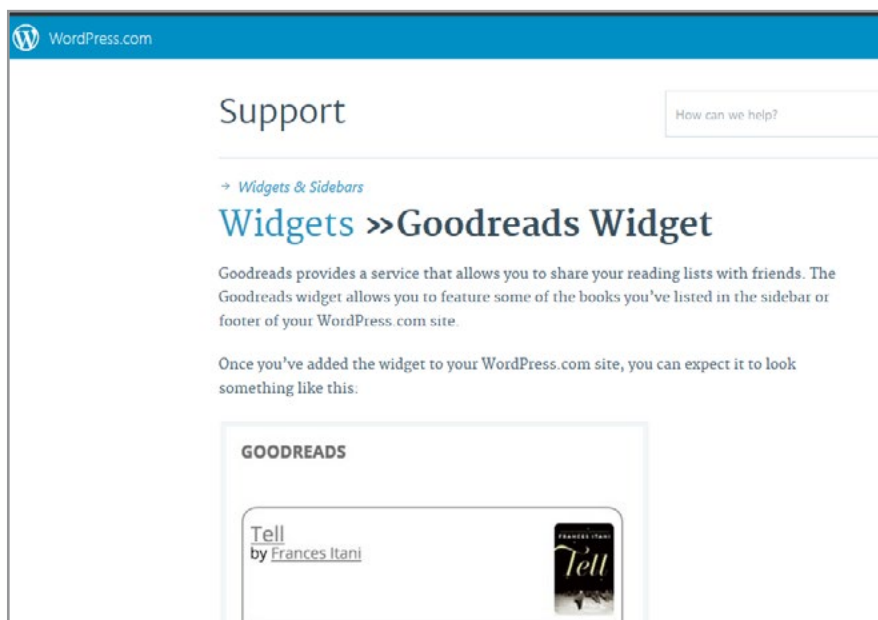 WordPress.com
Support
How can we help?
→ Widgets & Sidebars
Widgets »Goodreads Widget
Goodreads provides a service that allows you to share your reading lists with friends. The
Goodreads widget allows you to feature some of the books you've listed in the sidebar or
footer of your WordPress.com site.
Once you've added the widget to your WordPress.com site, you can expect it to look
something like this:
GOODREADS
Tell
by Frances Itani
FRANCES ITANI
Tell